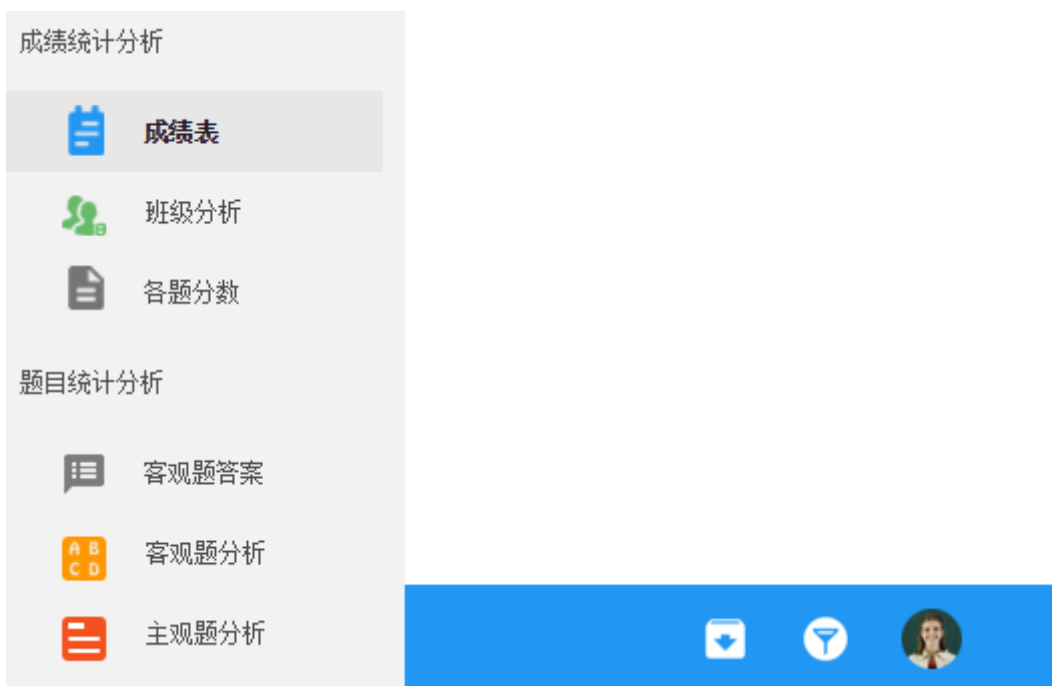 成绩统计分析
成绩表
班级分析
各题分数
题目统计分析
客观题答案
A B
C D
客观题分析
主观题分析